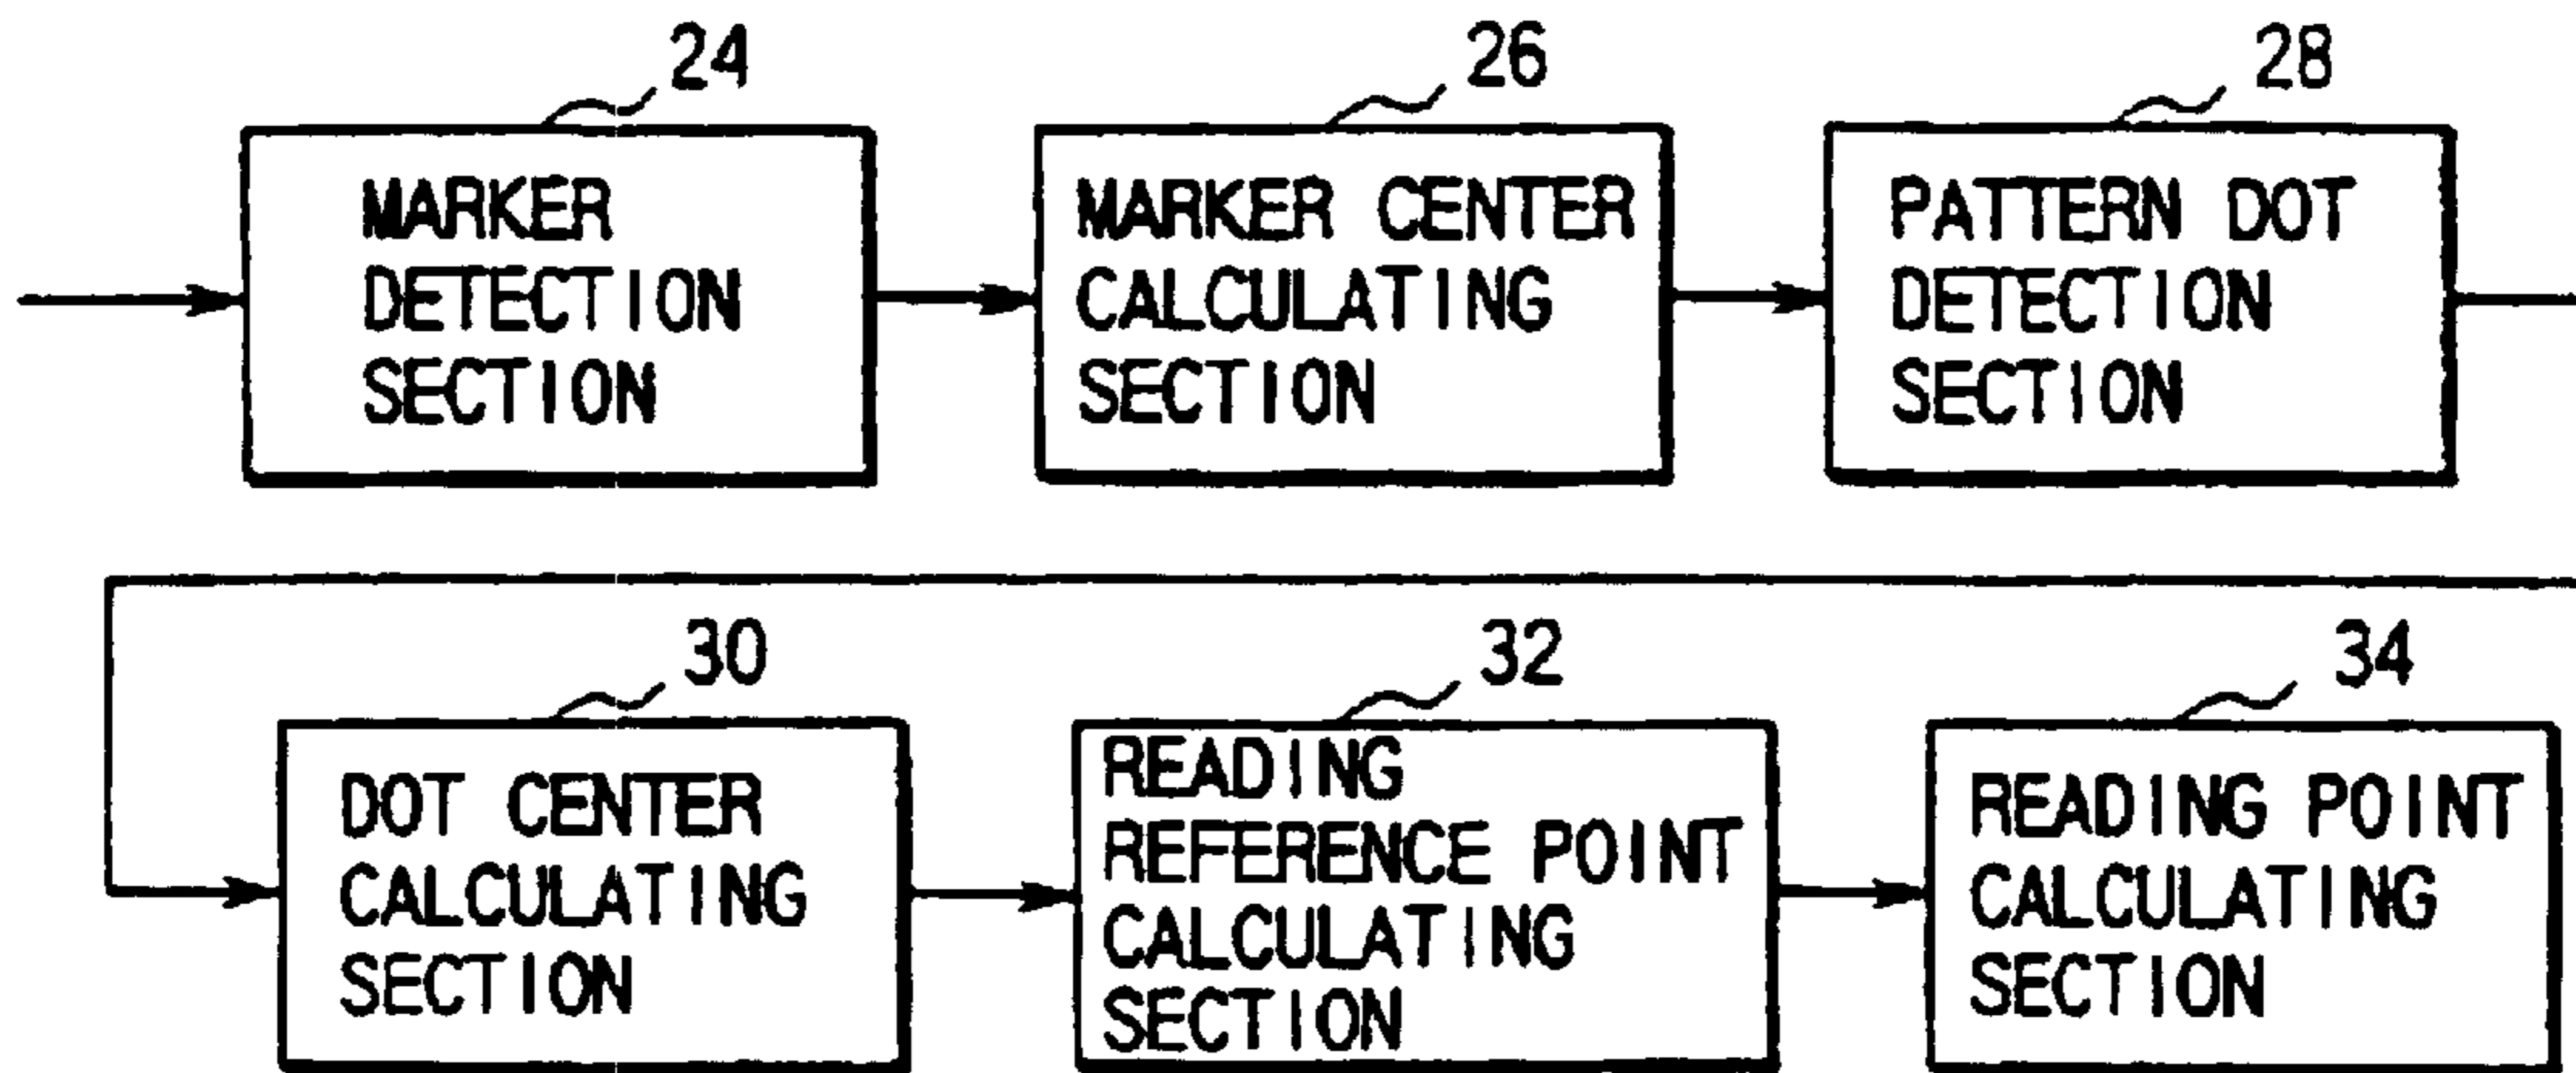 24
26
28
MARKER
DETECTION
SECTION
MARKER CENTER
CALCULATING
SECTION
PATTERN DOT
DETECTION
SECTION
30
32
34
DOT CENTER
CALCULATING
SECTION
READING
REFERENCE POINT
CALCULATING
SECTION
READING POINT
CALCULATING
SECTION